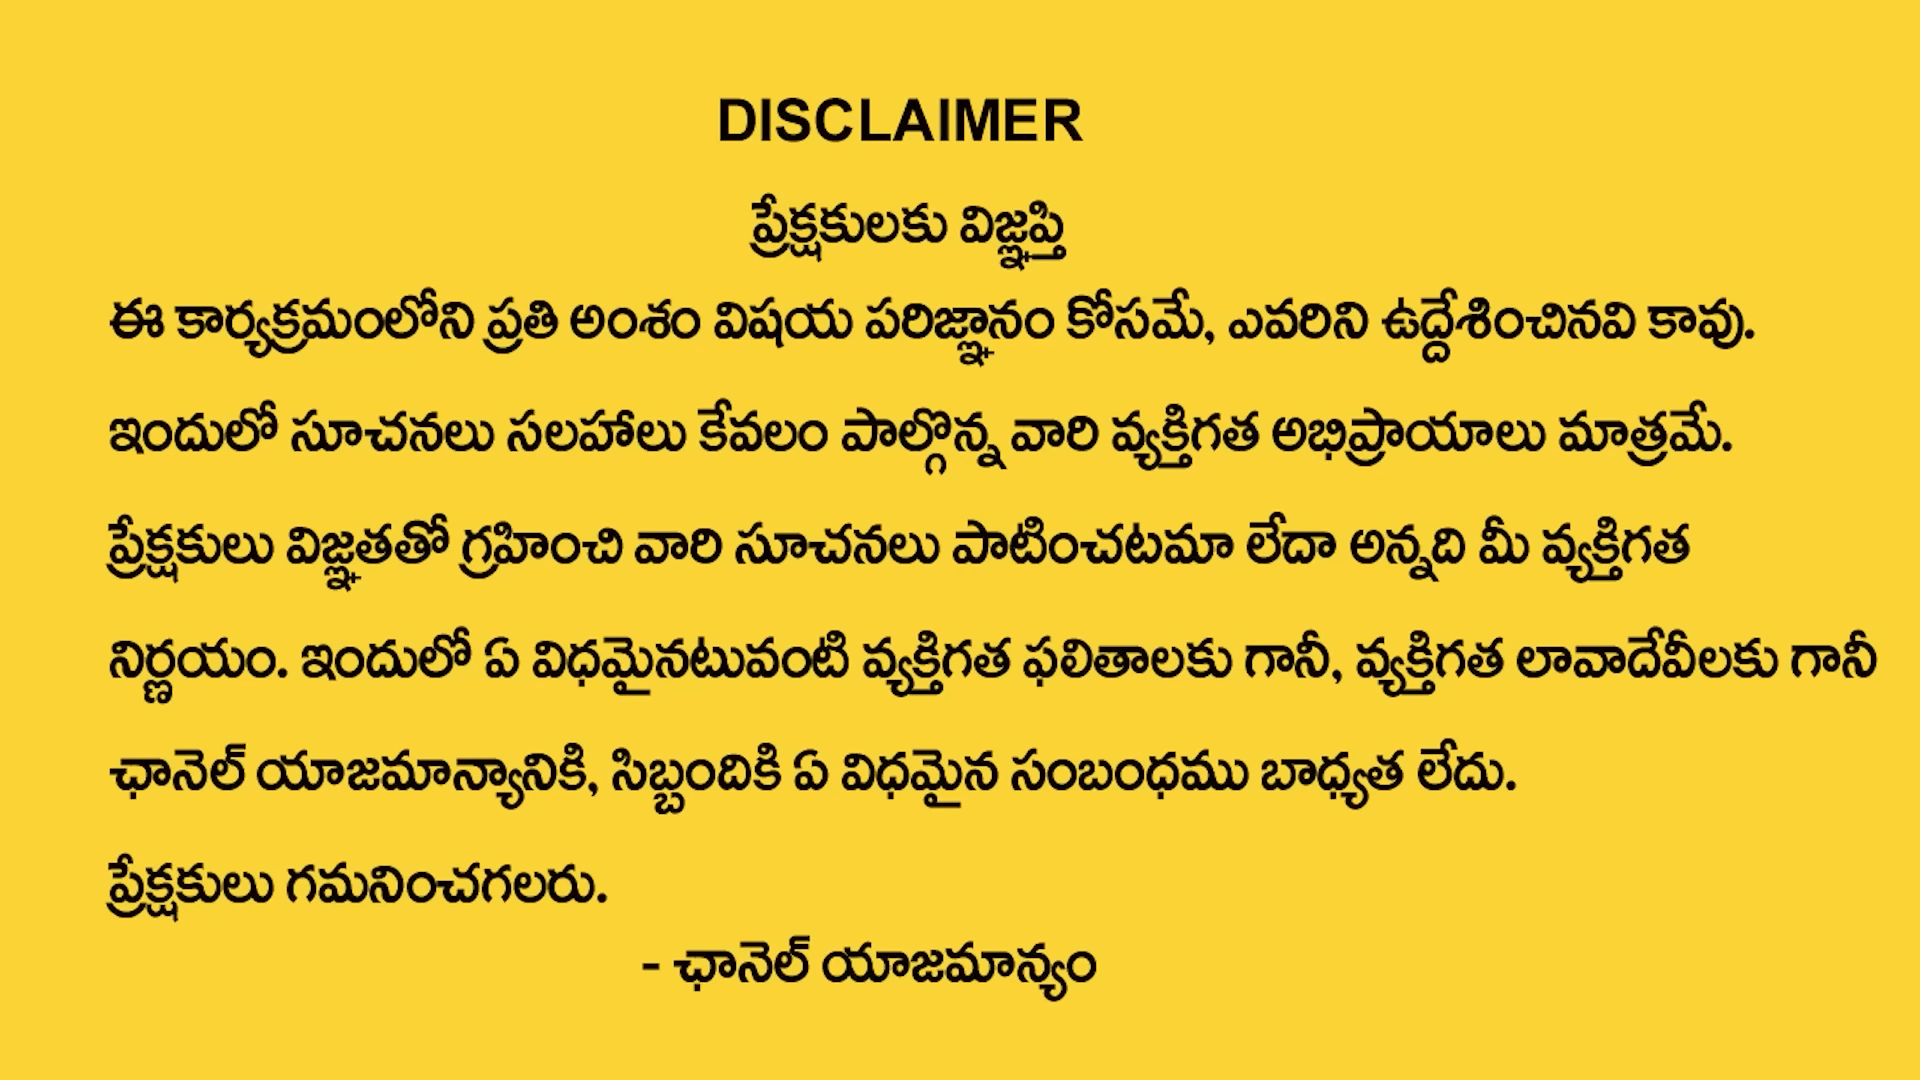 DISCLAIMER
ప్రేక్షకులకు విజ్ఞప్తి
ఈ కార్యక్రమంలోని ప్రతి అంశం విషయ పరిజ్ఞానం కోసమే, ఎవరిని ఉద్దేశించినవి కావు.
ఇందులో సూచనలు సలహాలు కేవలం పాల్గొన్న వారి వ్యక్తిగత అభిప్రాయాలు మాత్రమే.
ప్రేక్షకులు విజ్ఞతతో గ్రహించి వారి సూచనలు పాటించటమా లేదా అన్నది మీ వ్యక్తిగత
నిర్ణయం. ఇందులో ఏ విధమైనటువంటి వ్యక్తిగత ఫలితాలకు గానీ, వ్యక్తిగత లావాదేవీలకు గానీ
ఛానెల్ యాజమాన్యానికి, సిబ్బందికి ఏ విధమైన సంబంధము బాధ్యత లేదు.
ప్రేక్షకులు గమనించగలరు.
- ఛానెల్ యాజమాన్యం